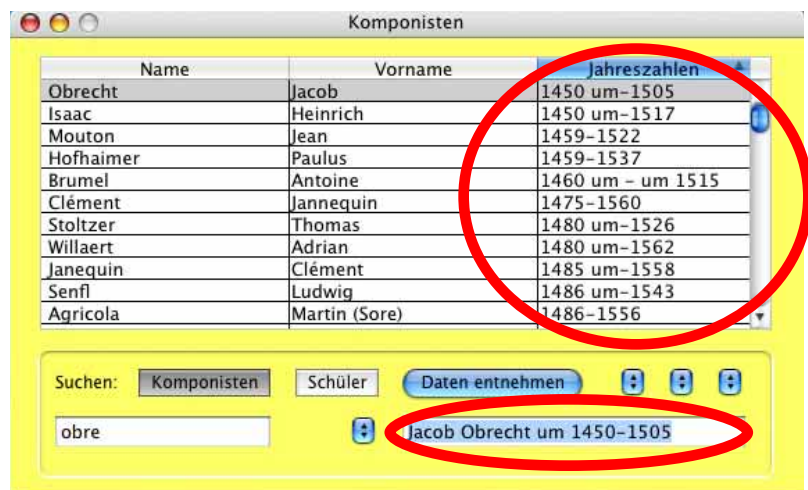 Komponisten
Name Vorname Jahreszahlen
Obrecht Jacob 1450 um-1505
Isaac Heinrich 1450 um-1517
Mouton Jean 1459-1522
Hofhaimer Paulus 1459-1537
Brumel Antoine 1460 um - um 1515
Clément Jannequin 1475-1560
Stoltzer Thomas 1480 um-1526
Willaert Adrian 1480 um-1562
Janequin Clément 1485 um-1558
Senfl Ludwig 1486 um-1543
Agricola Martin (Sore) 1486-1556
Suchen: Komponisten Schüler Daten entnehmen
obre Jacob Obrecht um 1450-1505